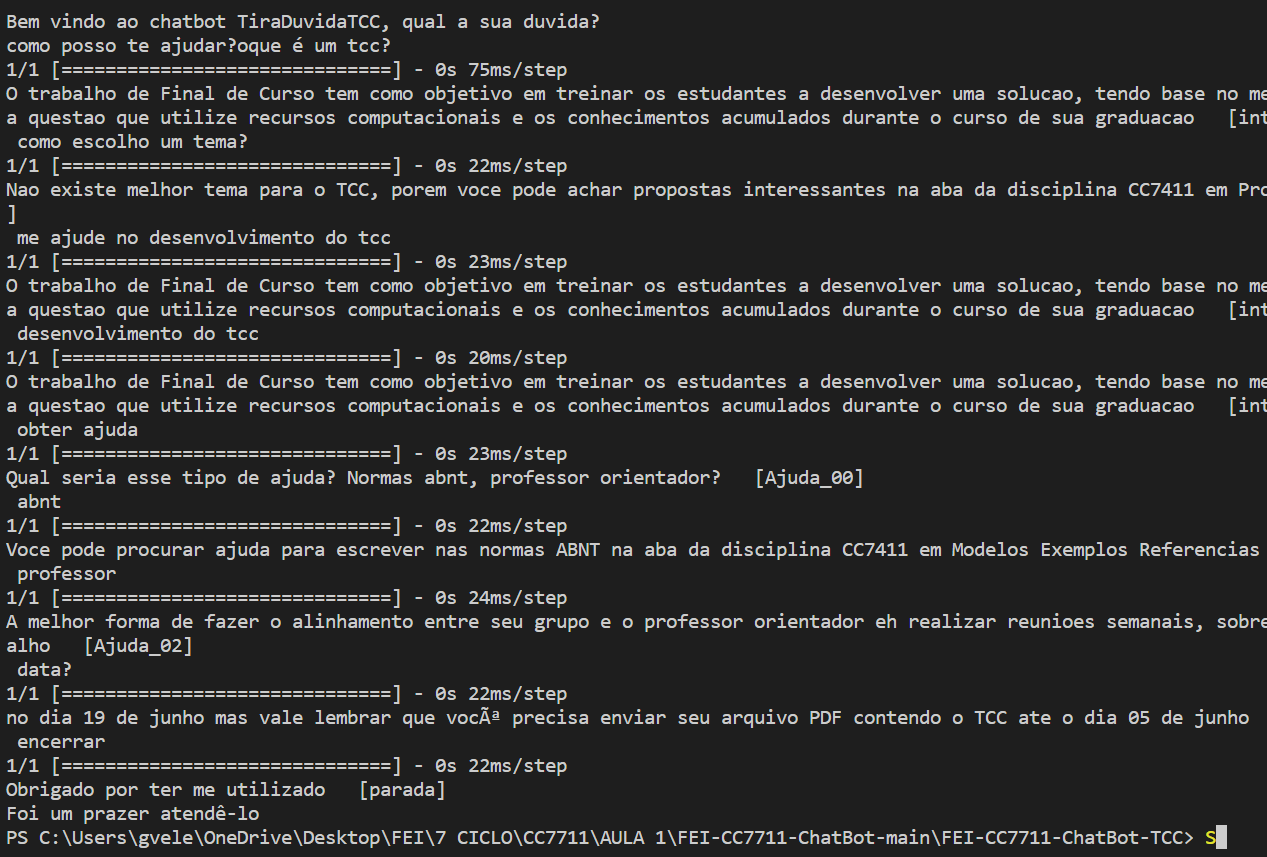 Bem vindo ao chatbot TiraDuvidaTCC, qual a sua duvida?
como posso te ajudar?oque é um tcc?
1/1 [==============================] - 0s 75ms/step
O trabalho de Final de Curso tem como objetivo em treinar os estudantes a desenvolver uma solucao, tendo base no me
a questao que utilize recursos computacionais e os conhecimentos acumulados durante o curso de sua graduacao   [int
 como escolho um tema?
1/1 [==============================] - 0s 22ms/step
Nao existe melhor tema para o TCC, porem voce pode achar propostas interessantes na aba da disciplina CC7411 em Pro
]
 me ajude no desenvolvimento do tcc
1/1 [==============================] - 0s 23ms/step
O trabalho de Final de Curso tem como objetivo em treinar os estudantes a desenvolver uma solucao, tendo base no me
a questao que utilize recursos computacionais e os conhecimentos acumulados durante o curso de sua graduacao   [int
 desenvolvimento do tcc
1/1 [==============================] - 0s 20ms/step
O trabalho de Final de Curso tem como objetivo em treinar os estudantes a desenvolver uma solucao, tendo base no me
a questao que utilize recursos computacionais e os conhecimentos acumulados durante o curso de sua graduacao   [int
 obter ajuda
1/1 [==============================] - 0s 23ms/step
Qual seria esse tipo de ajuda? Normas abnt, professor orientador?   [Ajuda_00]
 abnt
1/1 [==============================] - 0s 22ms/step
Voce pode procurar ajuda para escrever nas normas ABNT na aba da disciplina CC7411 em Modelos Exemplos Referencias
 professor
1/1 [==============================] - 0s 24ms/step
A melhor forma de fazer o alinhamento entre seu grupo e o professor orientador eh realizar reunioes semanais, sobre
alho   [Ajuda_02]
 data?
1/1 [==============================] - 0s 22ms/step
no dia 19 de junho mas vale lembrar que vocÃª precisa enviar seu arquivo PDF contendo o TCC ate o dia 05 de junho
 encerrar
1/1 [==============================] - 0s 22ms/step
Obrigado por ter me utilizado   [parada]
Foi um prazer atendê-lo
PS C:\Users\gvele\OneDrive\Desktop\FEI\7 CICLO\CC7711\AULA 1\FEI-CC7711-ChatBot-main\FEI-CC7711-ChatBot-TCC> S